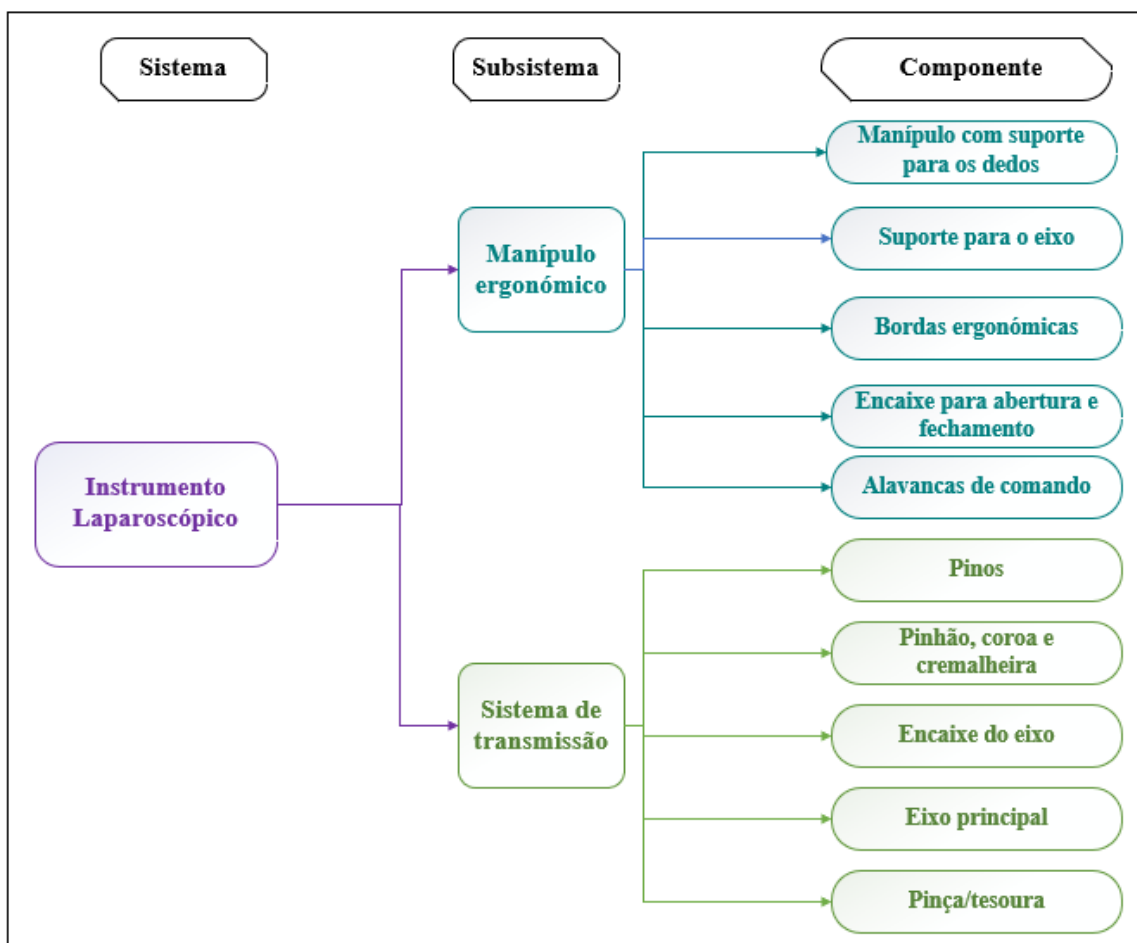 Sistema
Subsistema
Componente
Manípulo com suporte
para os dedos
Suporte para o eixo
Manípulo
ergonómico
Bordas ergonómicas
Encaixe para abertura e
fechamento
Alavancas de comando
Instrumento
Laparoscópico
Pinos
Pinhão, coroa e
cremalheira
Sistema de
transmissão
Encaixe do eixo
Eixo principal
Pinça/tesoura